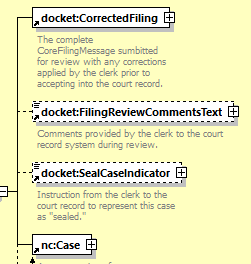 docket:CorrectedFiling
The complete
CoreFilingMessage sumbitted
for review with any corrections
applied by the clerk prior to
accepting into the court record.
docket:FilingReviewCommentsText
Comments provided by the clerk to the court
record system during review.
docket:SealCaseIndicator
Instruction from the clerk to the
court record to represent this case
as "sealed."
nc:Case